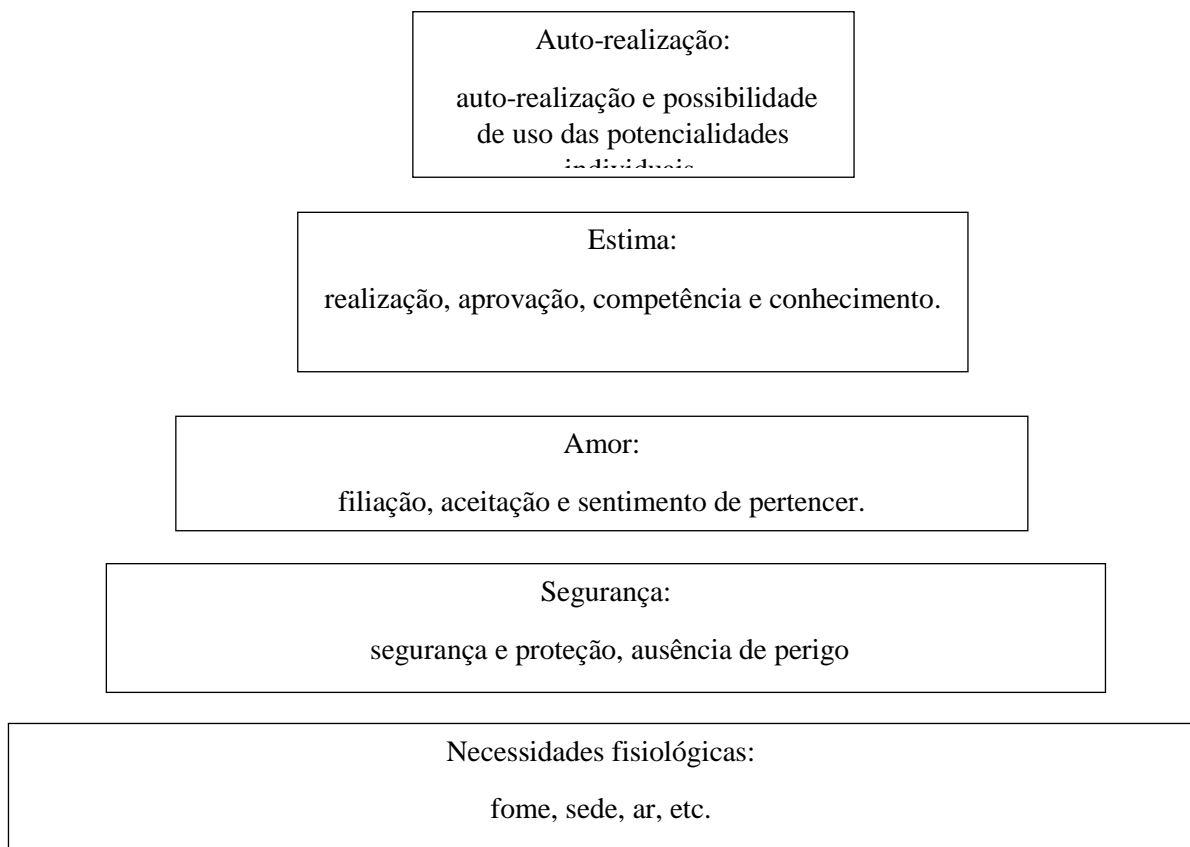 Auto-realização:
auto-realização e possibilidade
de uso das potencialidades
individuais
Estima:
realização, aprovação, competência e conhecimento.
Amor:
filiação, aceitação e sentimento de pertencer.
Segurança:
segurança e proteção, ausência de perigo
Necessidades fisiológicas:
fome, sede, ar, etc.